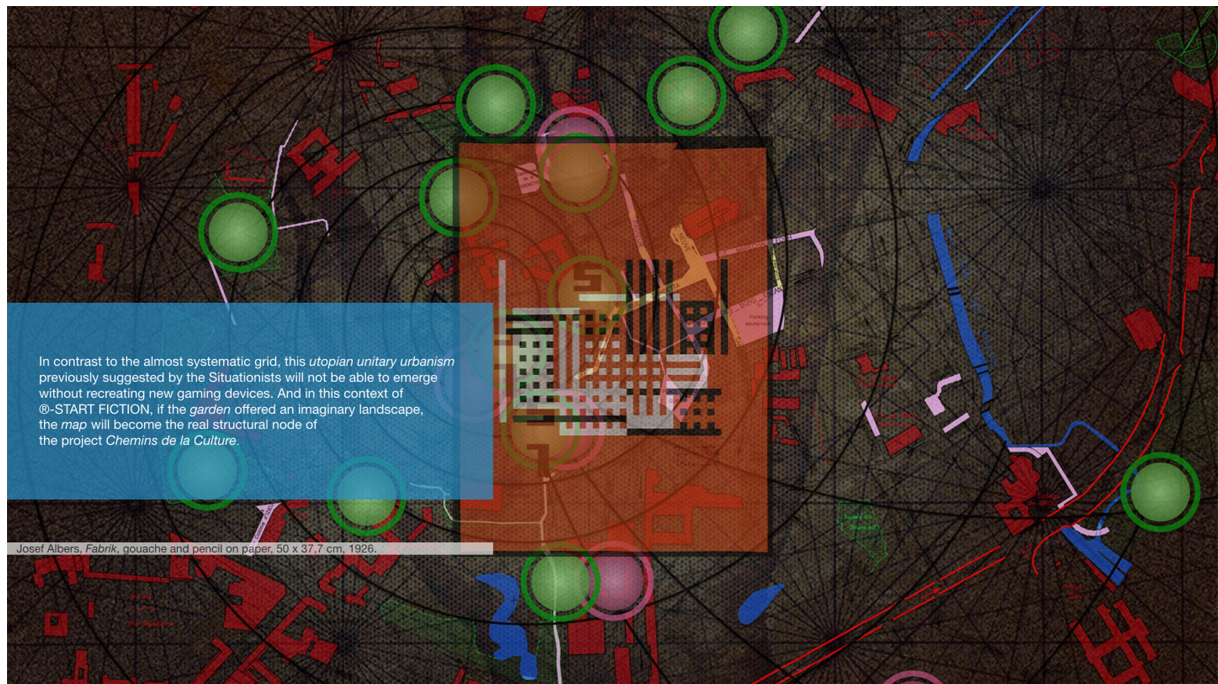 In contrast to the almost systematic grid, this utopian unitary urbanism
previously suggested by the Situationists will not be able to emerge
without recreating new gaming devices. And in this context of
®-START FICTION, if the garden offered an imaginary landscape,
the map will become the real structural node of
the project Chemins de la Culture.
Josef Albers, Fabrik, gouache and pencil on paper, 50 x 37,7 cm, 1926.
Parking